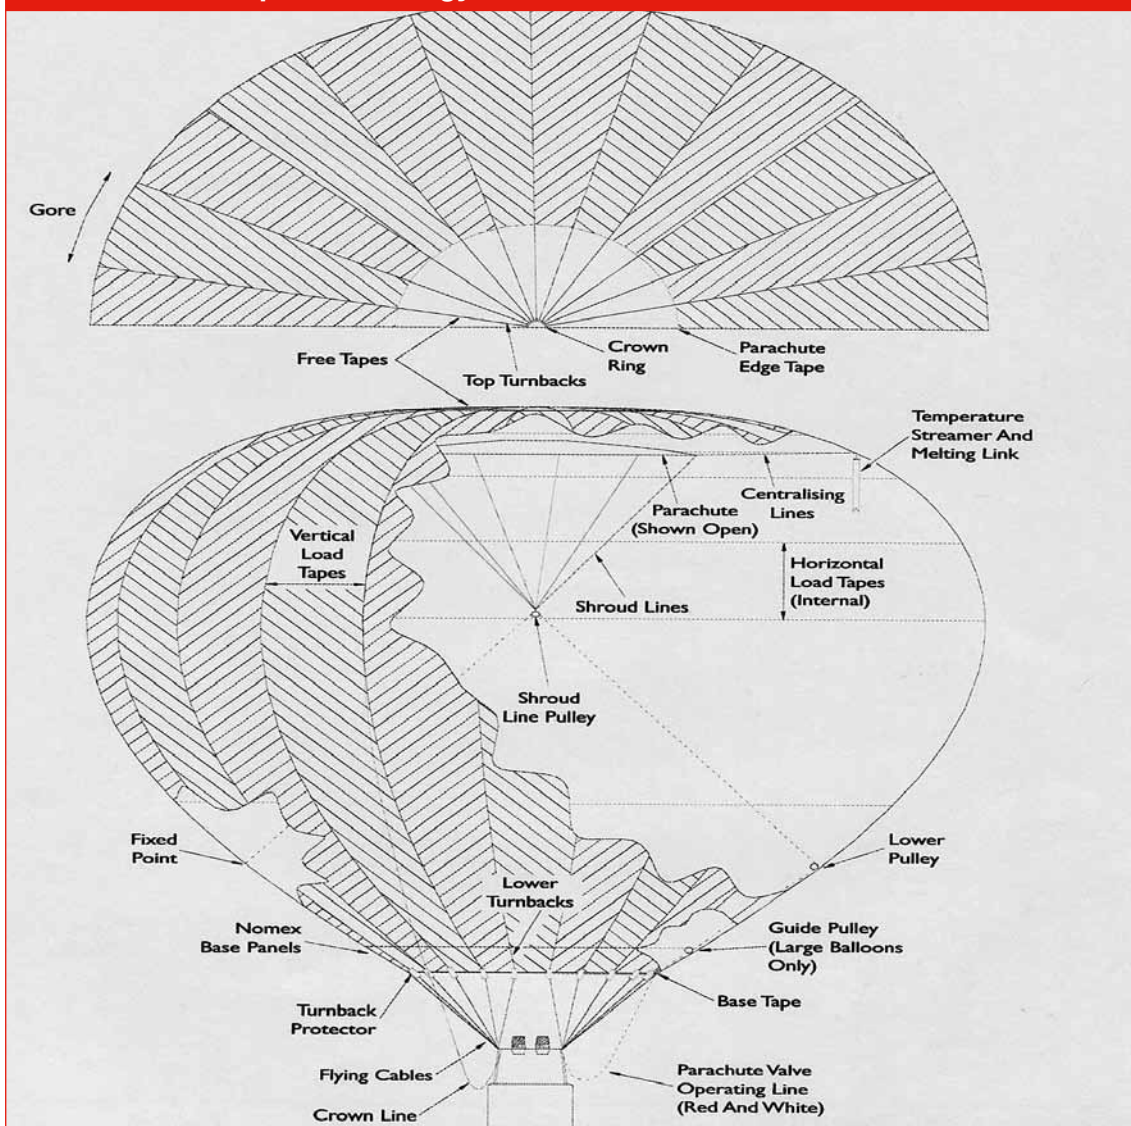 Gore
Free Tapes
Top Turnbacks
Crown
Ring
Parachute
Edge Tape
Temperature
Streamer And
Melting Link
Centralising
Lines
Parachute
(Shown Open)
Vertical
Load
Tapes
Horizontal
Load Tapes
(Internal)
Shroud Lines
Shroud
Line Pulley
Fixed
Point
Lower
Pulley
Lower
Turnbacks
Nomex
Base Panels
Guide Pulley
(Large Balloons
Only)
Base Tape
Turnback
Protector
Flying Cables
Crown Line
Parachute Valve
Operating Line
(Red And White)